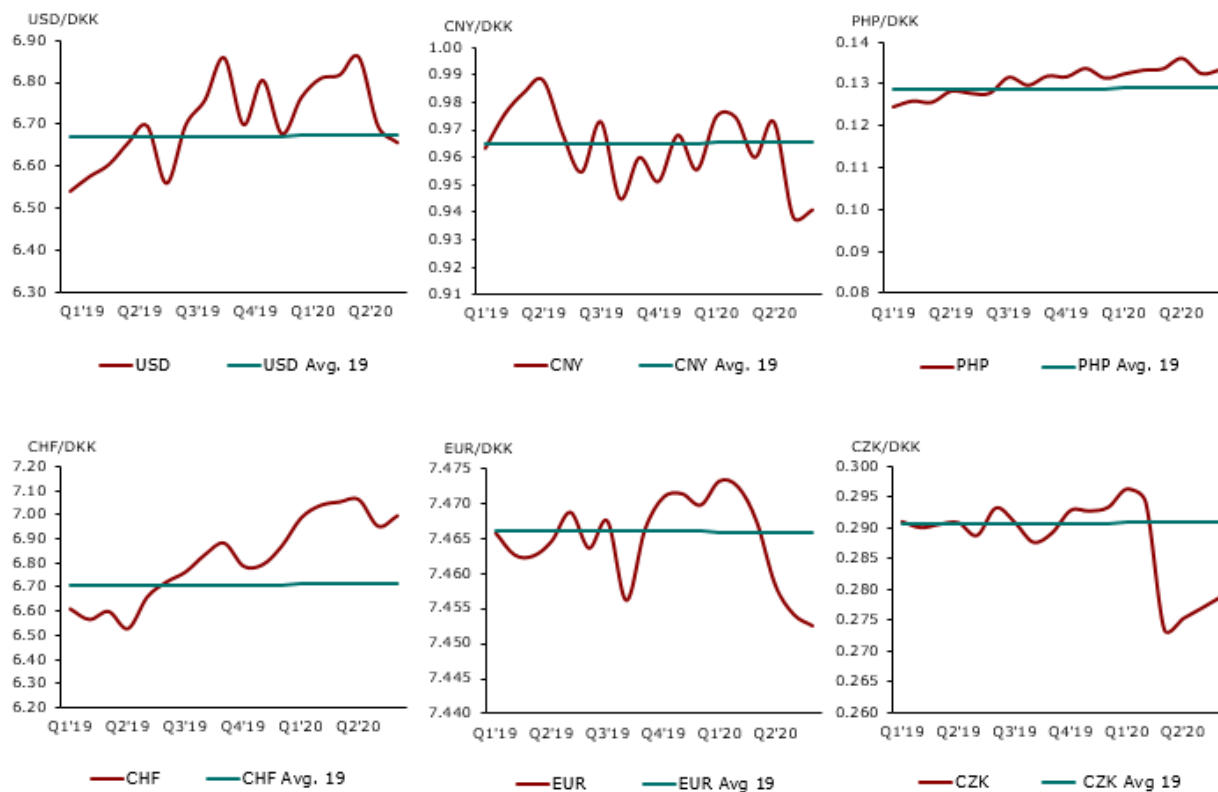 USD/DKK
6.90
6.80
6.70
6.60
6.50
6.40
6.30
Q1'19 Q2'19 Q3'19 Q4'19 Q1'20 Q2'20
USD USD Avg. 19
CNY/DKK
1.00
0.99
0.98
0.97
0.96
0.95
0.94
0.93
0.92
0.91
Q1'19 Q2'19 Q3'19 Q4'19 Q1'20 Q2'20
CNY CNY Avg. 19
PHP/DKK
0.14
0.13
0.12
0.11
0.10
0.09
0.08
Q1'19 Q2'19 Q3'19 Q4'19 Q1'20 Q2'20
PHP PHP Avg. 19
CHF/DKK
7.20
7.10
7.00
6.90
6.80
6.70
6.60
6.50
6.40
6.30
6.20
Q1'19 Q2'19 Q3'19 Q4'19 Q1'20 Q2'20
CHF CHF Avg. 19
EUR/DKK
7.475
7.470
7.465
7.460
7.455
7.450
7.445
7.440
Q1'19 Q2'19 Q3'19 Q4'19 Q1'20 Q2'20
EUR EUR Avg 19
CZK/DKK
0.300
0.295
0.290
0.285
0.280
0.275
0.270
0.265
0.260
Q1'19 Q2'19 Q3'19 Q4'19 Q1'20 Q2'20
CZK CZK Avg 19